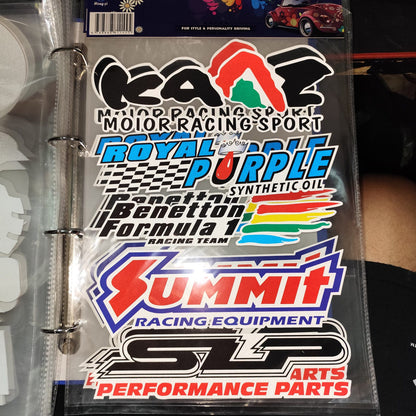 FOR STYLE & PERSONALITY DRIVING
KAAZ
MOTOR RACING SPORT
MOTOR RACING SPORT
ROYAL
PURPLE
SYNTHETIC OIL
Benetton
Benetton
Formula 1
RACING TEAM
SUMMIT
RACING EQUIPMENT
SLP
ARTS
PERFORMANCE PARTS